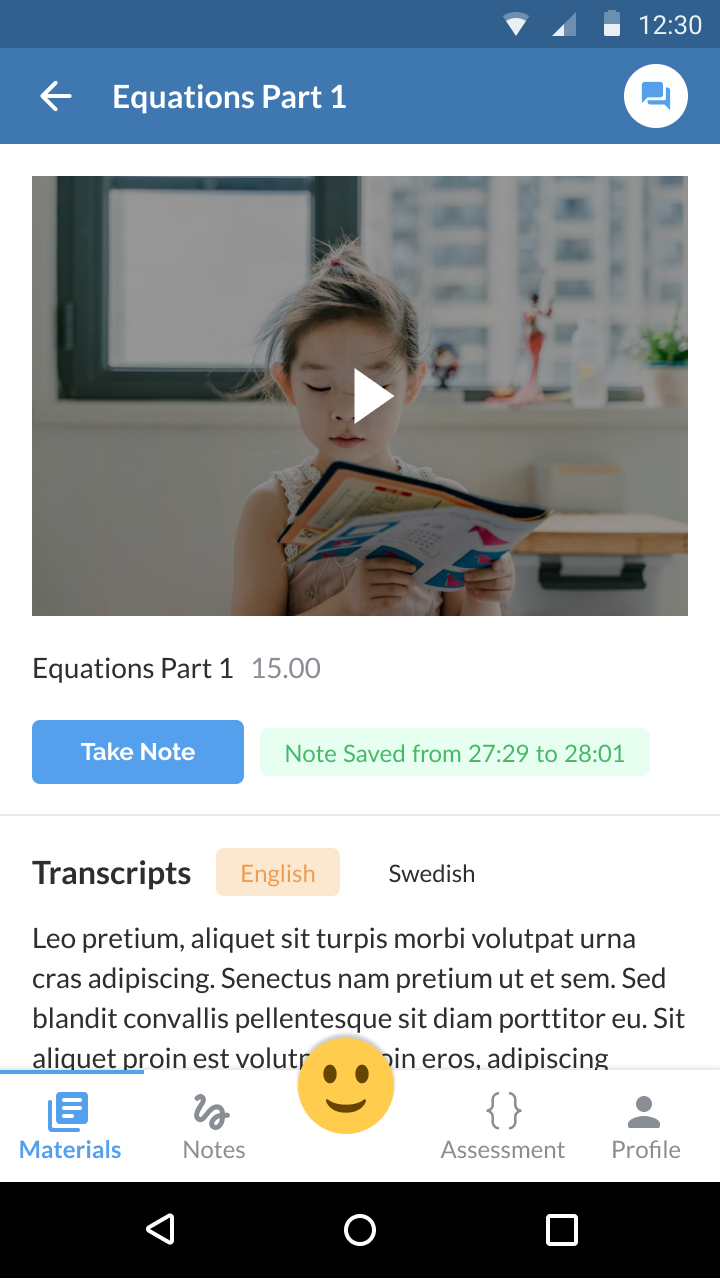 12:30
Equations Part 1
Equations Part 1 15.00
Take Note
Note Saved from 27:29 to 28:01
Transcripts English Swedish
Leo pretium, aliquet sit turpis morbi volutpat urna
cras adipiscing. Senectus nam pretium ut et sem. Sed
blandit convallis pellentesque sit diam porttitor eu. Sit
aliquet proin est eros, adipiscing
Materials Notes Assessment Profile